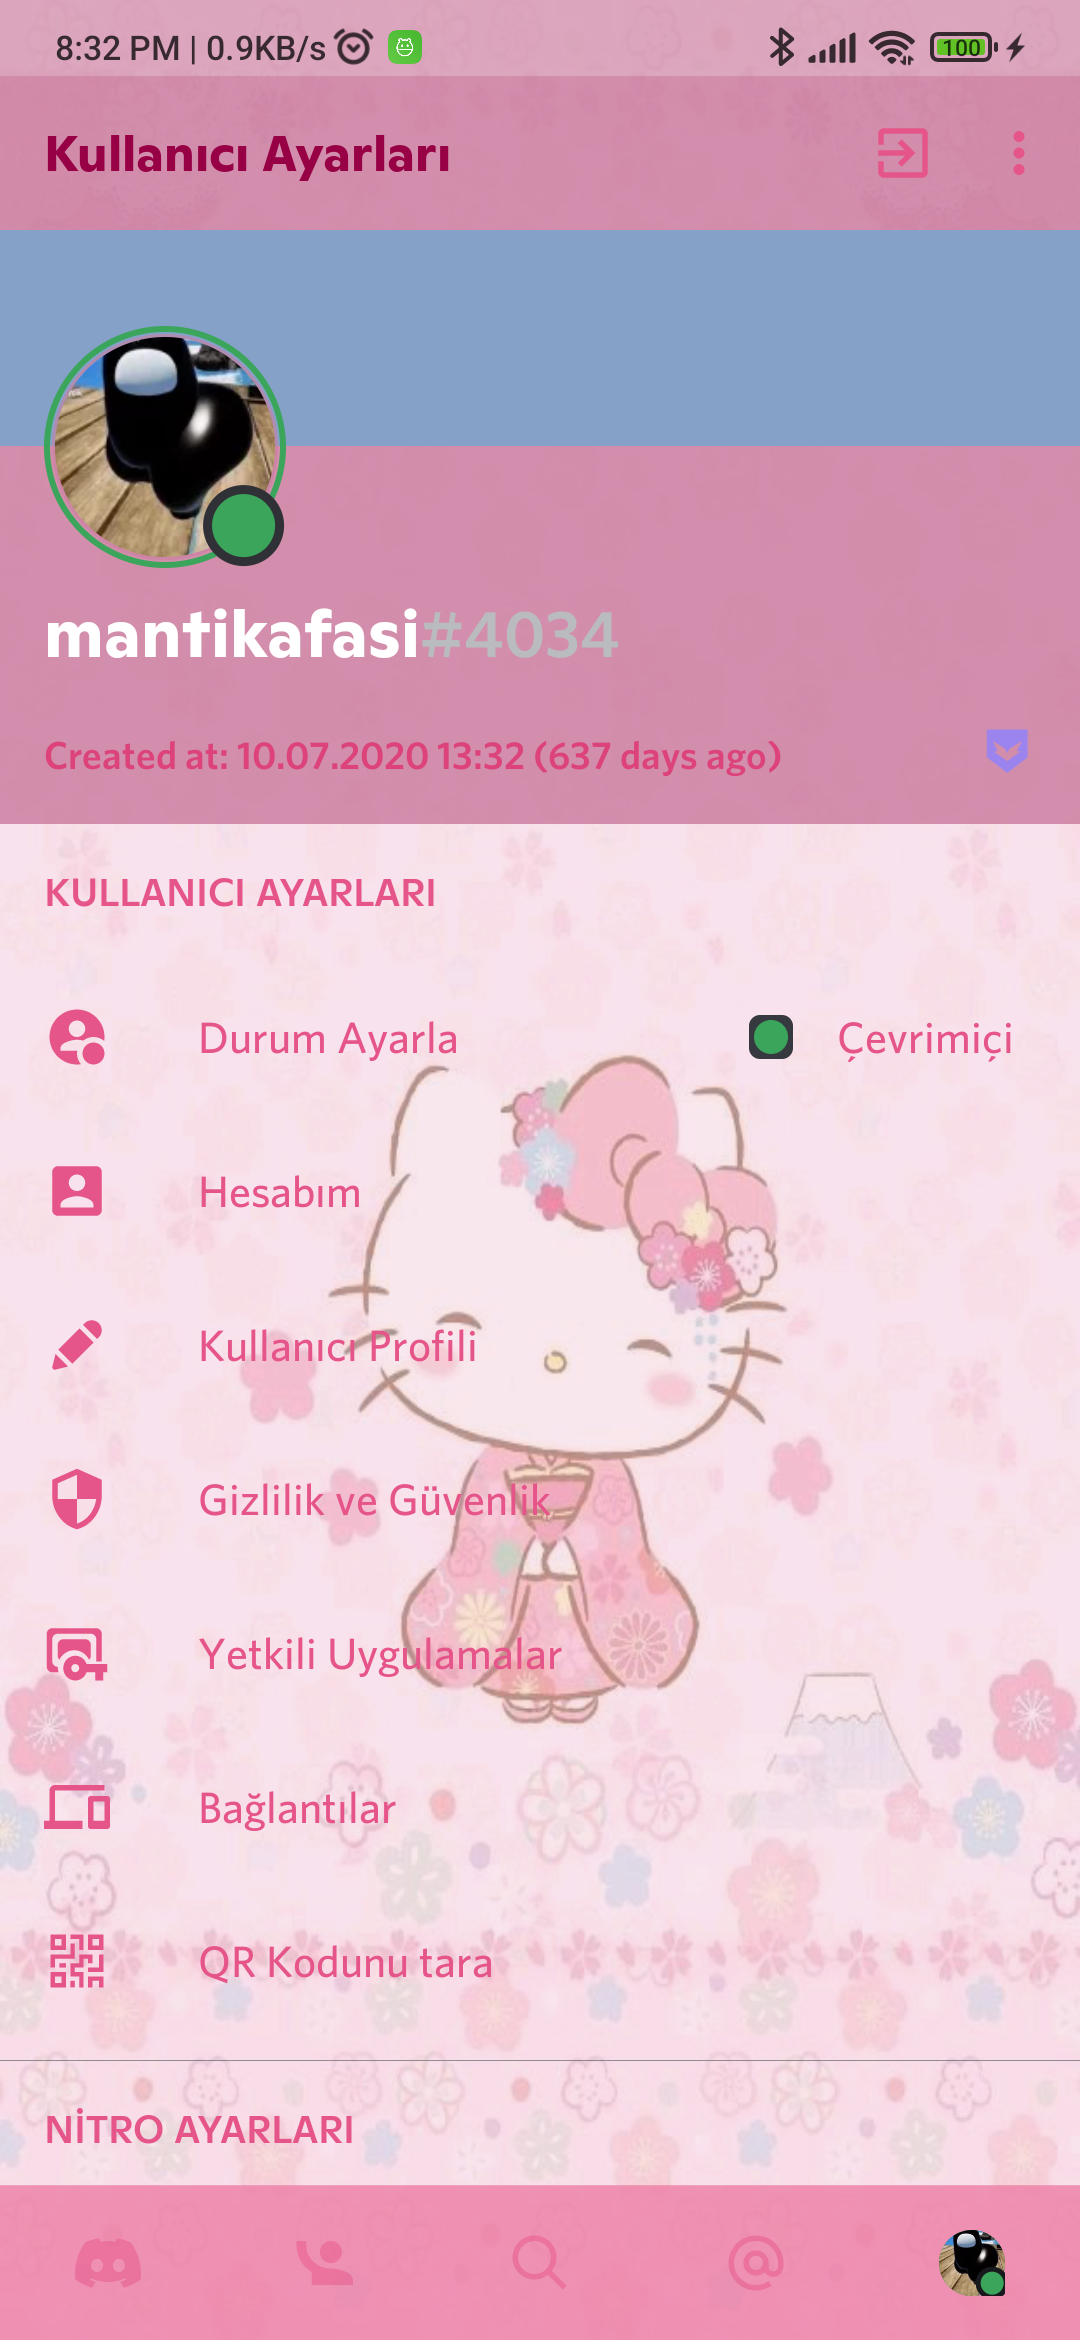 8:32 PM | 0.9KB/s
100
Kullanıcı Ayarları
mantikafasi#4034
Created at: 10.07.2020 13:32 (637 days ago)
KULLANICI AYARLARI
Durum Ayarla
Çevrimiçi
Hesabım
Kullanıcı Profili
Gizlilik ve Güvenlik
Yetkili Uygulamalar
Bağlantılar
QR Kodunu tara
NİTRO AYARLARI